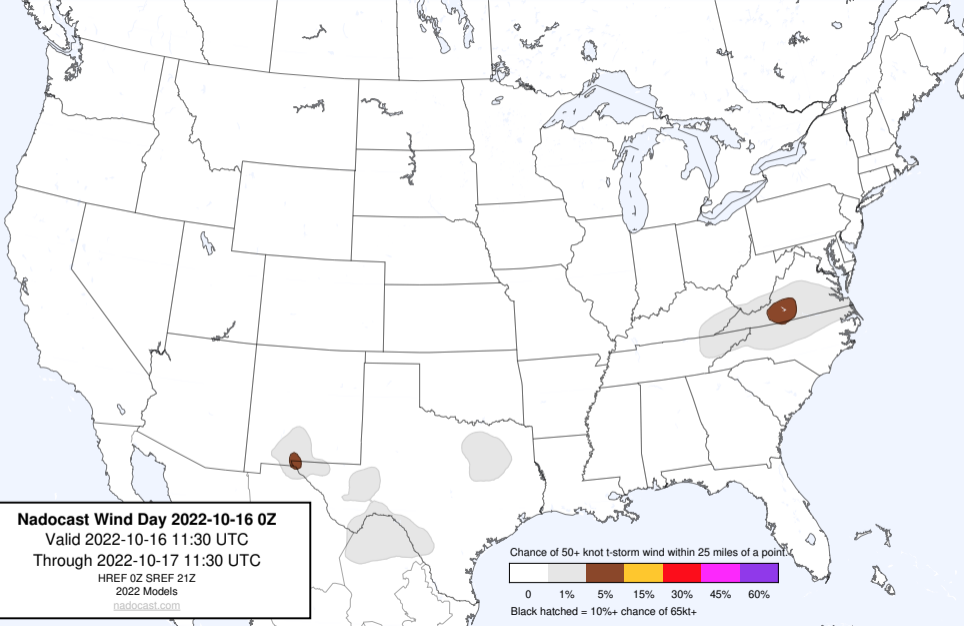 Nadocast Wind Day 2022-10-16 0Z
Valid 2022-10-16 11:30 UTC
Through 2022-10-17 11:30 UTC
HREF 0Z SREF 21Z
2022 Models
nadocast.com
Chance of 50+ knot t-storm wind within 25 miles of a point.
0 1% 5% 15% 30% 45% 60%
Black hatched = 10%+ chance of 65kt+